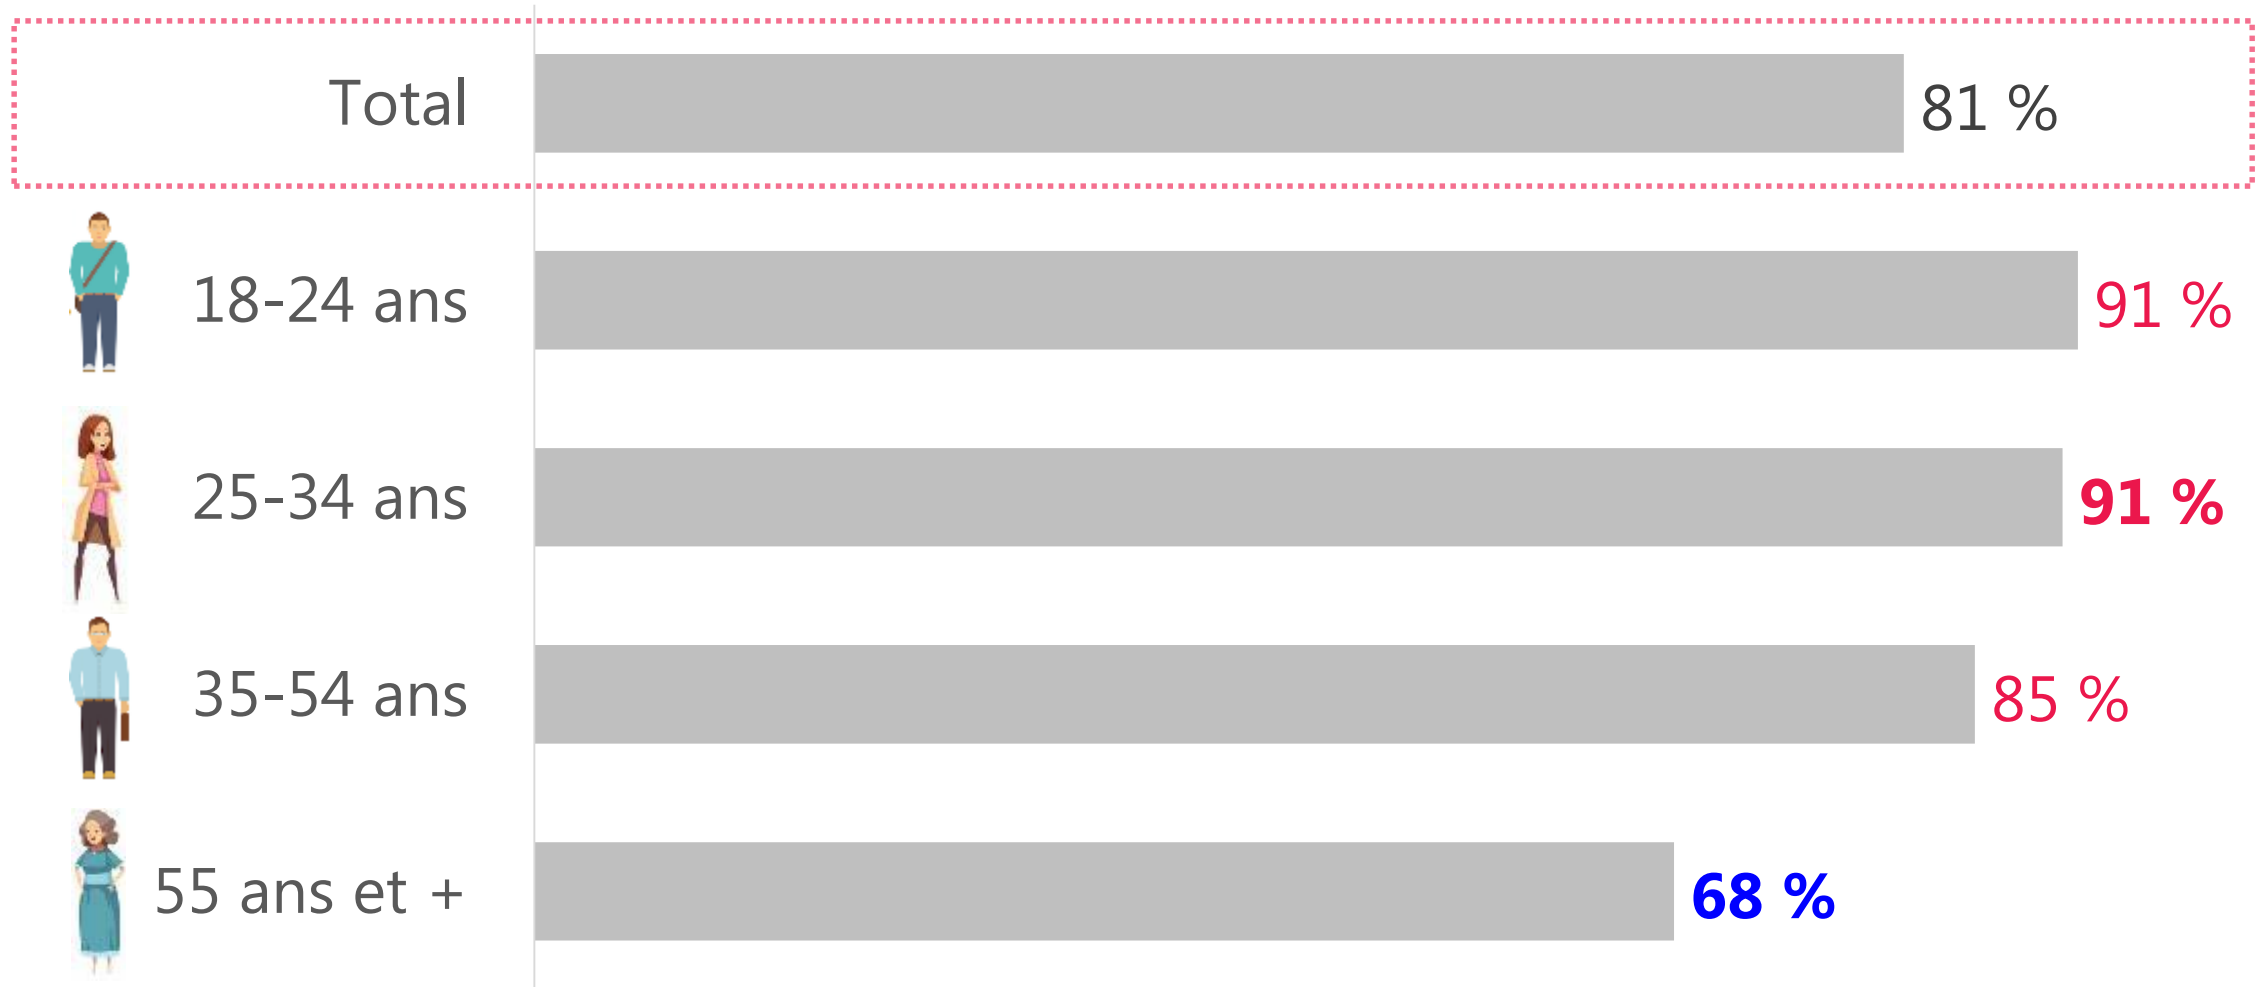 Total 81 %
18-24 ans 91 %
25-34 ans 91 %
35-54 ans 85 %
55 ans et + 68 %